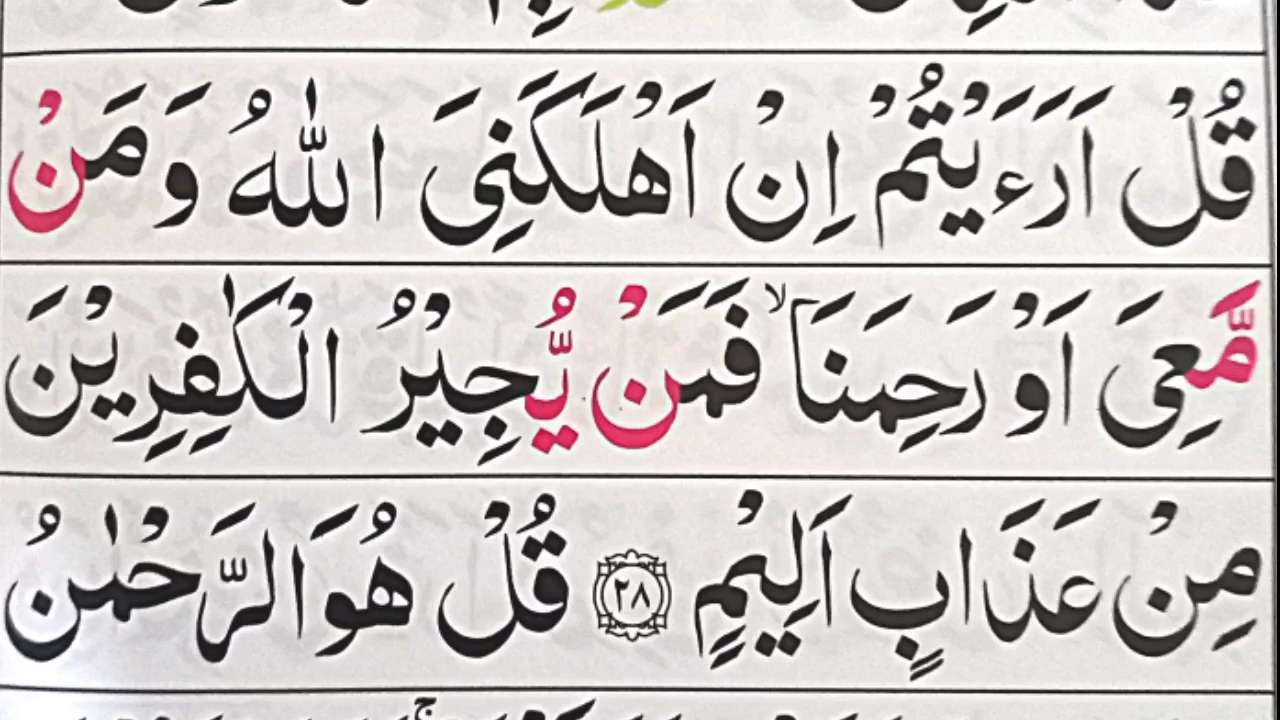 قُلْ اَرَءَيْتُمْ اِنْ اَهْلَكَنِىَ اللّٰهُ وَمَنْ
مَّعِىَ اَوْ رَحِمَنَا ۙ فَمَنْ يُّجِيْرُ الْكٰفِرِيْنَ
مِنْ عَذَابٍ اَلِيْمٍ ۝٢٨ قُلْ هُوَ الرَّحْمٰنُ